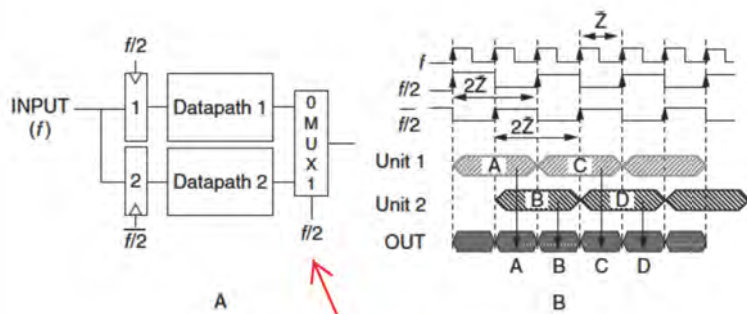 f/2
INPUT
(f)
1
Datapath 1
2
Datapath 2
0
M
U
X
1
f/2
f/2
A
Z̄
f
f/2
2Z̄
f/2
2Z̄
Unit 1
A
C
Unit 2
B
D
OUT
A
B
C
D
B